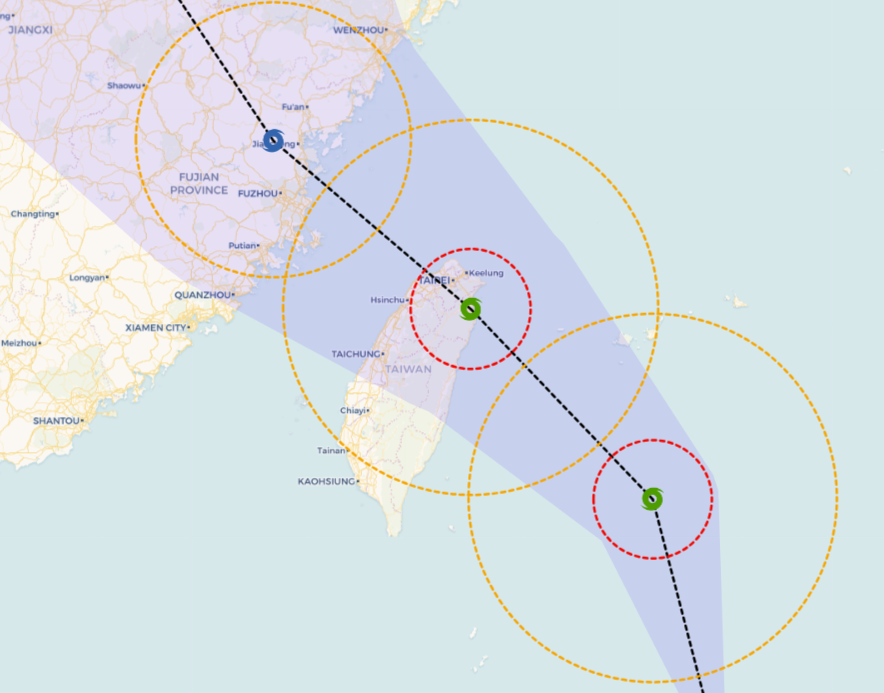 ng
JIANGXI
WENZHOU
Shaowu
Fu'an
FUJIAN
PROVINCE
FUZHOU
Changting
Putian
Longyan
QUANZHOU
Keelung
TAIPEI
Hsinchu
XIAMEN CITY
Meizhou
TAICHUNG
TAIWAN
Chiayi
SHANTOU
Tainan
KAOHSIUNG